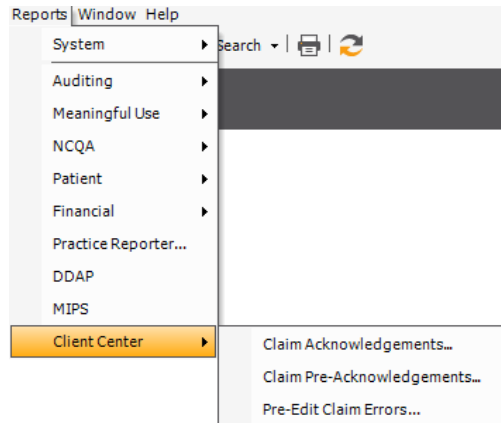 Reports Window Help
System
Search
Auditing
Meaningful Use
NCQA
Patient
Financial
Practice Reporter...
DDAP
MIPS
Client Center
Claim Acknowledgements...
Claim Pre-Acknowledgements...
Pre-Edit Claim Errors...